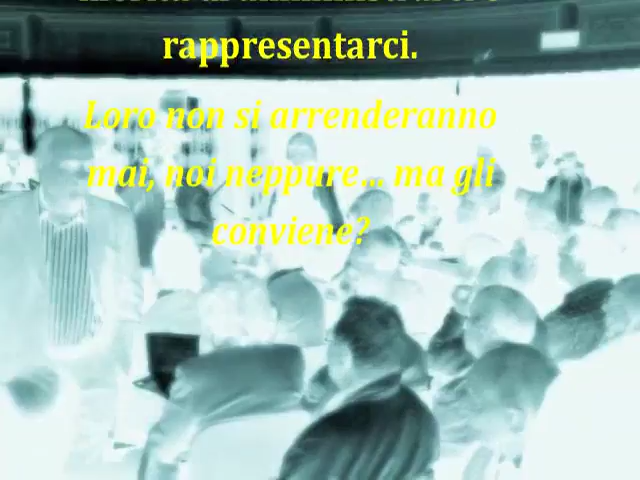 rappresentarci.
Loro non si arrenderanno
mai, noi neppure... ma gli
conviene?